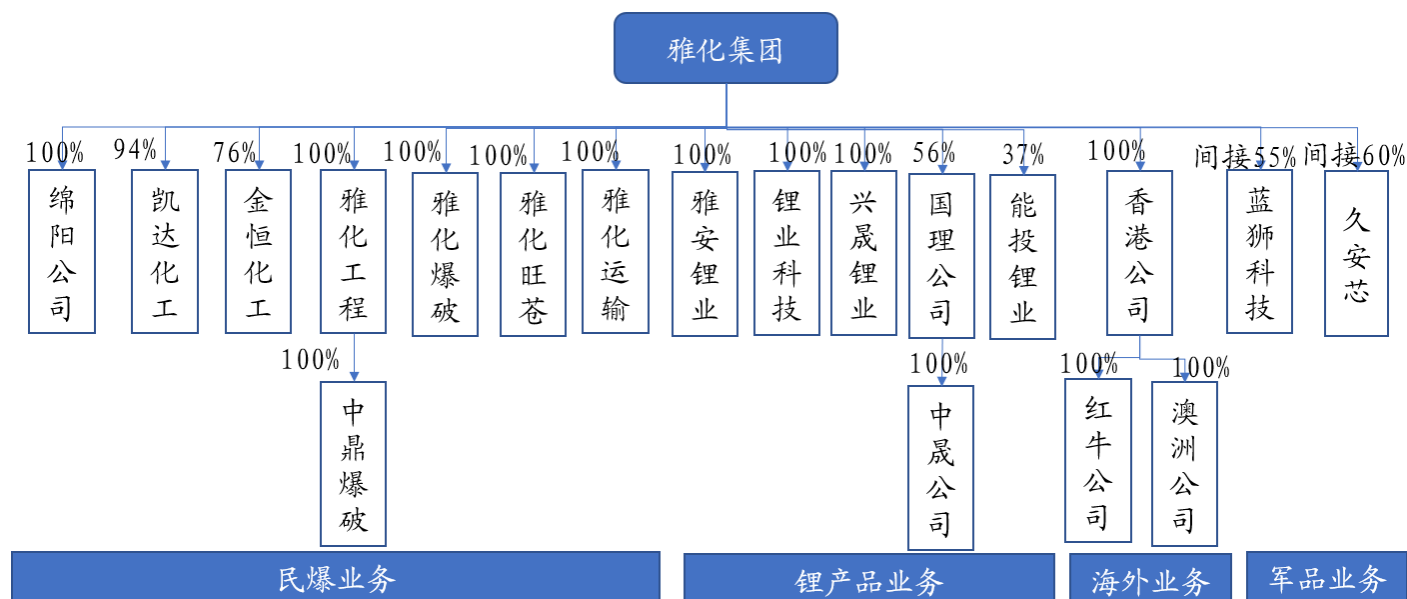 雅化集团
100%
94%
76%
100%
100%
100%
100%
100%
100%
100%
56%
37%
100%
间接55%
间接60%
绵阳公司
凯达化工
金恒化工
雅化工程
雅化爆破
雅化旺苍
雅化运输
雅安锂业
锂业科技
兴晟锂业
国理公司
能投锂业
香港公司
蓝狮科技
久安芯
100%
100%
100%
100%
中鼎爆破
中晟公司
红牛公司
澳洲公司
民爆业务
锂产品业务
海外业务
军品业务